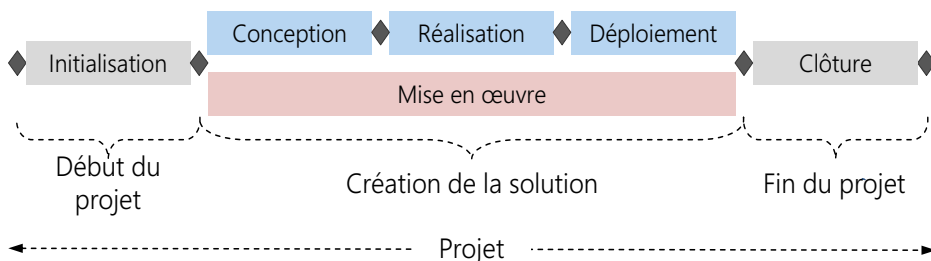 Conception
Réalisation
Déploiement
Initialisation
Clôture
Mise en œuvre
Début du
projet
Création de la solution
Fin du projet
Projet